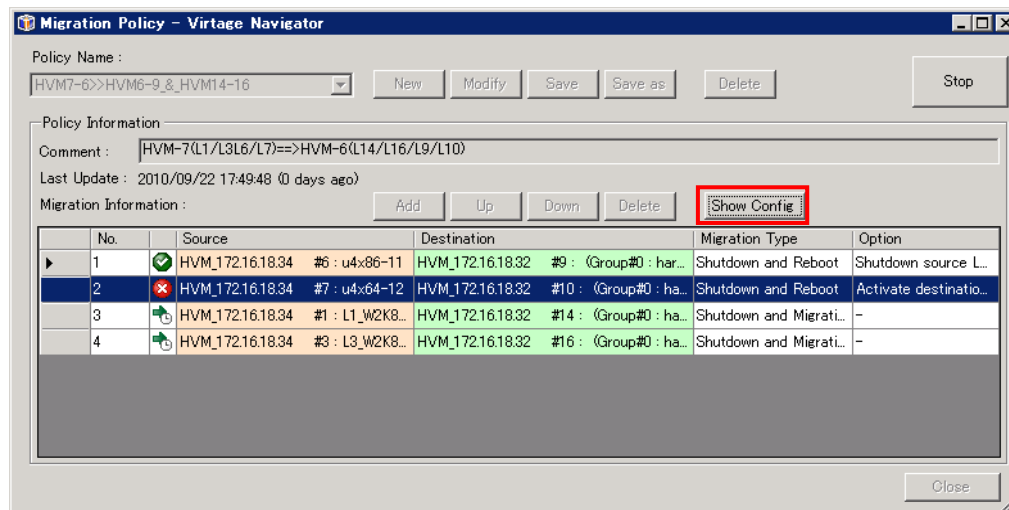 Migration Policy - Virtage Navigator
Policy Name :
HVM7-6>>HVM6-9_&_HVM14-16 New Modify Save Save as Delete Stop
Policy Information
Comment : HVM-7(L1/L3L6/L7)==>HVM-6(L14/L16/L9/L10)
Last Update : 2010/09/22 17:49:48 (0 days ago)
Migration Information : Add Up Down Delete Show Config
No. Source Destination Migration Type Option
1 HVM_172.16.18.34 #6 : u4x86-11 HVM_172.16.18.32 #9 : (Group#0 : har... Shutdown and Reboot Shutdown source L...
2 HVM_172.16.18.34 #7 : u4x64-12 HVM_172.16.18.32 #10 : (Group#0 : ha... Shutdown and Reboot Activate destinatio...
3 HVM_172.16.18.34 #1 : L1_W2K8... HVM_172.16.18.32 #14 : (Group#0 : ha... Shutdown and Migrati... -
4 HVM_172.16.18.34 #3 : L3_W2K8... HVM_172.16.18.32 #16 : (Group#0 : ha... Shutdown and Migrati... -
Close